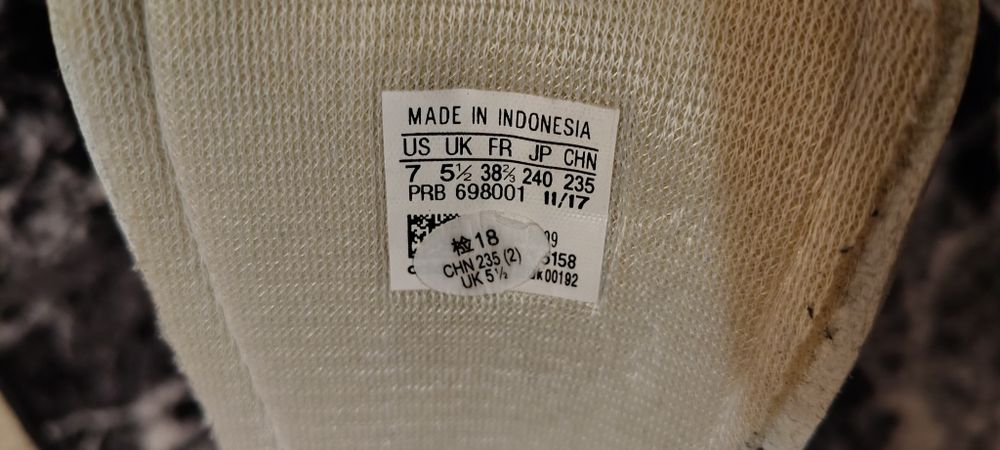 MADE IN INDONESIA
US UK FR JP CHN
7 5½ 38⅔ 240 235
PRB 698001 11/17
检18
CHN 235 (2)
UK 5½